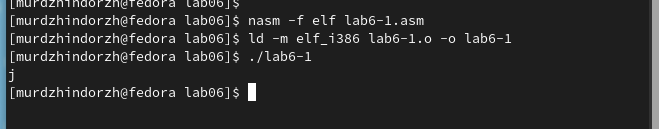 [murdzhindorzh@fedora lab06]$
[murdzhindorzh@fedora lab06]$ nasm -f elf lab6-1.asm
[murdzhindorzh@fedora lab06]$ ld -m elf_i386 lab6-1.o -o lab6-1
[murdzhindorzh@fedora lab06]$ ./lab6-1
j
[murdzhindorzh@fedora lab06]$